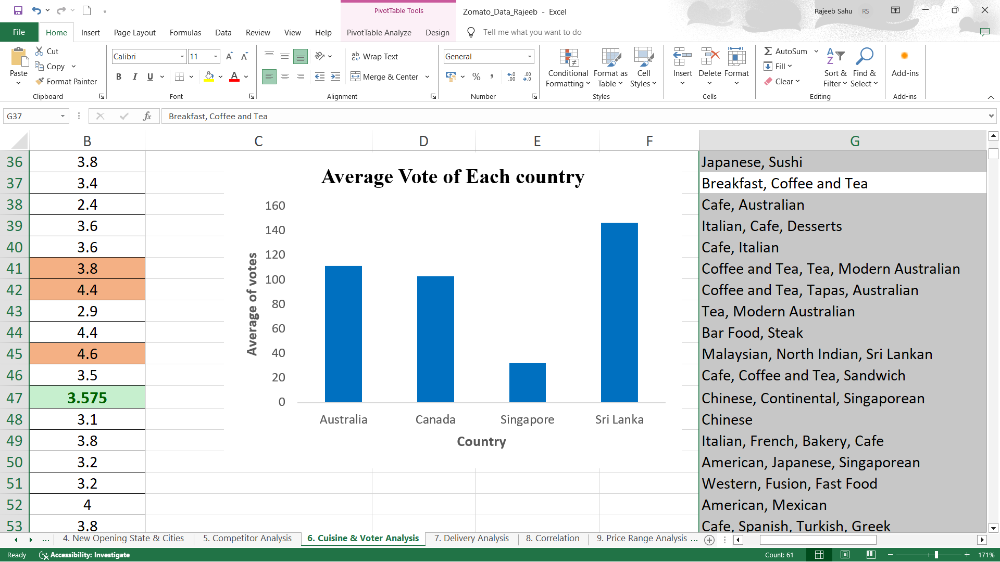 PivotTable Tools
Zomato_Data_Rajeeb - Excel
Rajeeb Sahu RS
File Home Insert Page Layout Formulas Data Review View Help PivotTable Analyze Design Tell me what you want to do
Paste
Cut
Copy
Format Painter
Clipboard
Calibri 11
B I U
Font
Wrap Text
Merge & Center
Alignment
General
Number
Conditional Formatting
Format as Table
Cell Styles
Styles
Insert Delete Format
Cells
AutoSum
Fill
Clear
Sort & Filter
Find & Select
Editing
Add-ins
Add-ins
G37 fx Breakfast, Coffee and Tea
B C D E F G
36 3.8 Japanese, Sushi
37 3.4 Breakfast, Coffee and Tea
38 2.4 Cafe, Australian
39 3.6 Italian, Cafe, Desserts
40 3.6 Cafe, Italian
41 3.8 Coffee and Tea, Tea, Modern Australian
42 4.4 Coffee and Tea, Tapas, Australian
43 2.9 Tea, Modern Australian
44 4.4 Bar Food, Steak
45 4.6 Malaysian, North Indian, Sri Lankan
46 3.5 Cafe, Coffee and Tea, Sandwich
47 3.575 Chinese, Continental, Singaporean
48 3.1 Chinese
49 3.8 Italian, French, Bakery, Cafe
50 3.2 American, Japanese, Singaporean
51 3.2 Western, Fusion, Fast Food
52 4 American, Mexican
53 3.8 Cafe, Spanish, Turkish, Greek
Average Vote of Each country
Average of votes
160
140
120
100
80
60
40
20
0
Australia Canada Singapore Sri Lanka
Country
... 4. New Opening State & Cities 5. Competitor Analysis 6. Cuisine & Voter Analysis 7. Delivery Analysis 8. Correlation 9. Price Range Analysis ...
Ready Accessibility: Investigate Count: 61 171%